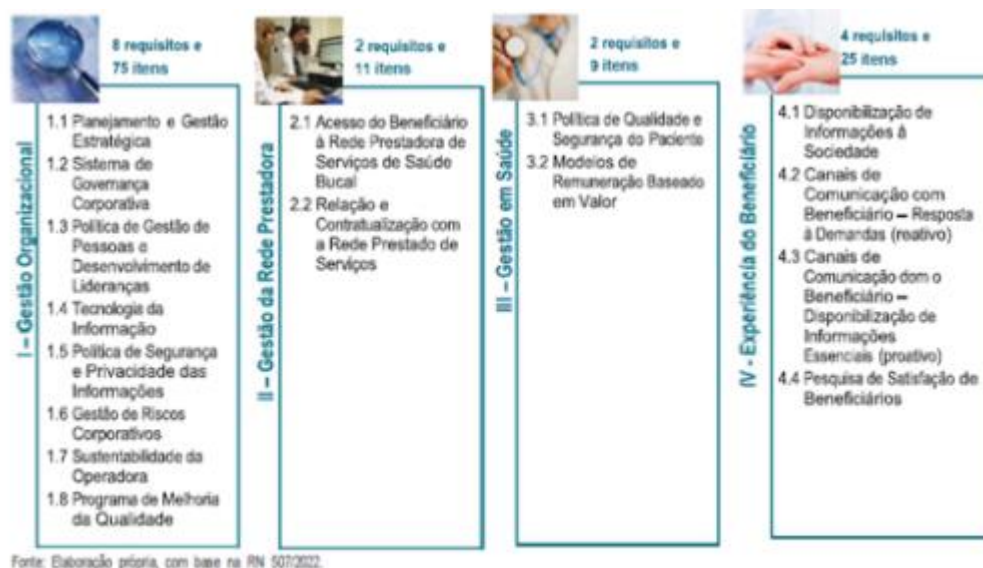 8 requisitos e
75 itens
I – Gestão Organizacional
1.1 Planejamento e Gestão
Estratégica
1.2 Sistema de
Governança
Corporativa
1.3 Política de Gestão de
Pessoas e
Desenvolvimento de
Lideranças
1.4 Tecnologia da
Informação
1.5 Política de Segurança
e Privacidade das
Informações
1.6 Gestão de Riscos
Corporativos
1.7 Sustentabilidade da
Operadora
1.8 Programa de Melhoria
da Qualidade
2 requisitos e
11 itens
II – Gestão da Rede Prestadora
2.1 Acesso do Beneficiário
à Rede Prestadora de
Serviços de Saúde
Bucal
2.2 Relação e
Contratualização com
a Rede Prestado de
Serviços
2 requisitos e
9 itens
III – Gestão em Saúde
3.1 Política de Qualidade e
Segurança do Paciente
3.2 Modelos de
Remuneração Baseado
em Valor
4 requisitos e
25 itens
IV - Experiência do Beneficiário
4.1 Disponibilização de
Informações à
Sociedade
4.2 Canais de
Comunicação com
Beneficiário – Resposta
à Demandas (reativo)
4.3 Canais de
Comunicação dom o
Beneficiário –
Disponibilização de
Informações
Essenciais (proativo)
4.4 Pesquisa de Satisfação de
Beneficiários
Fonte: Elaboração própria, com base na RN 507/2022.